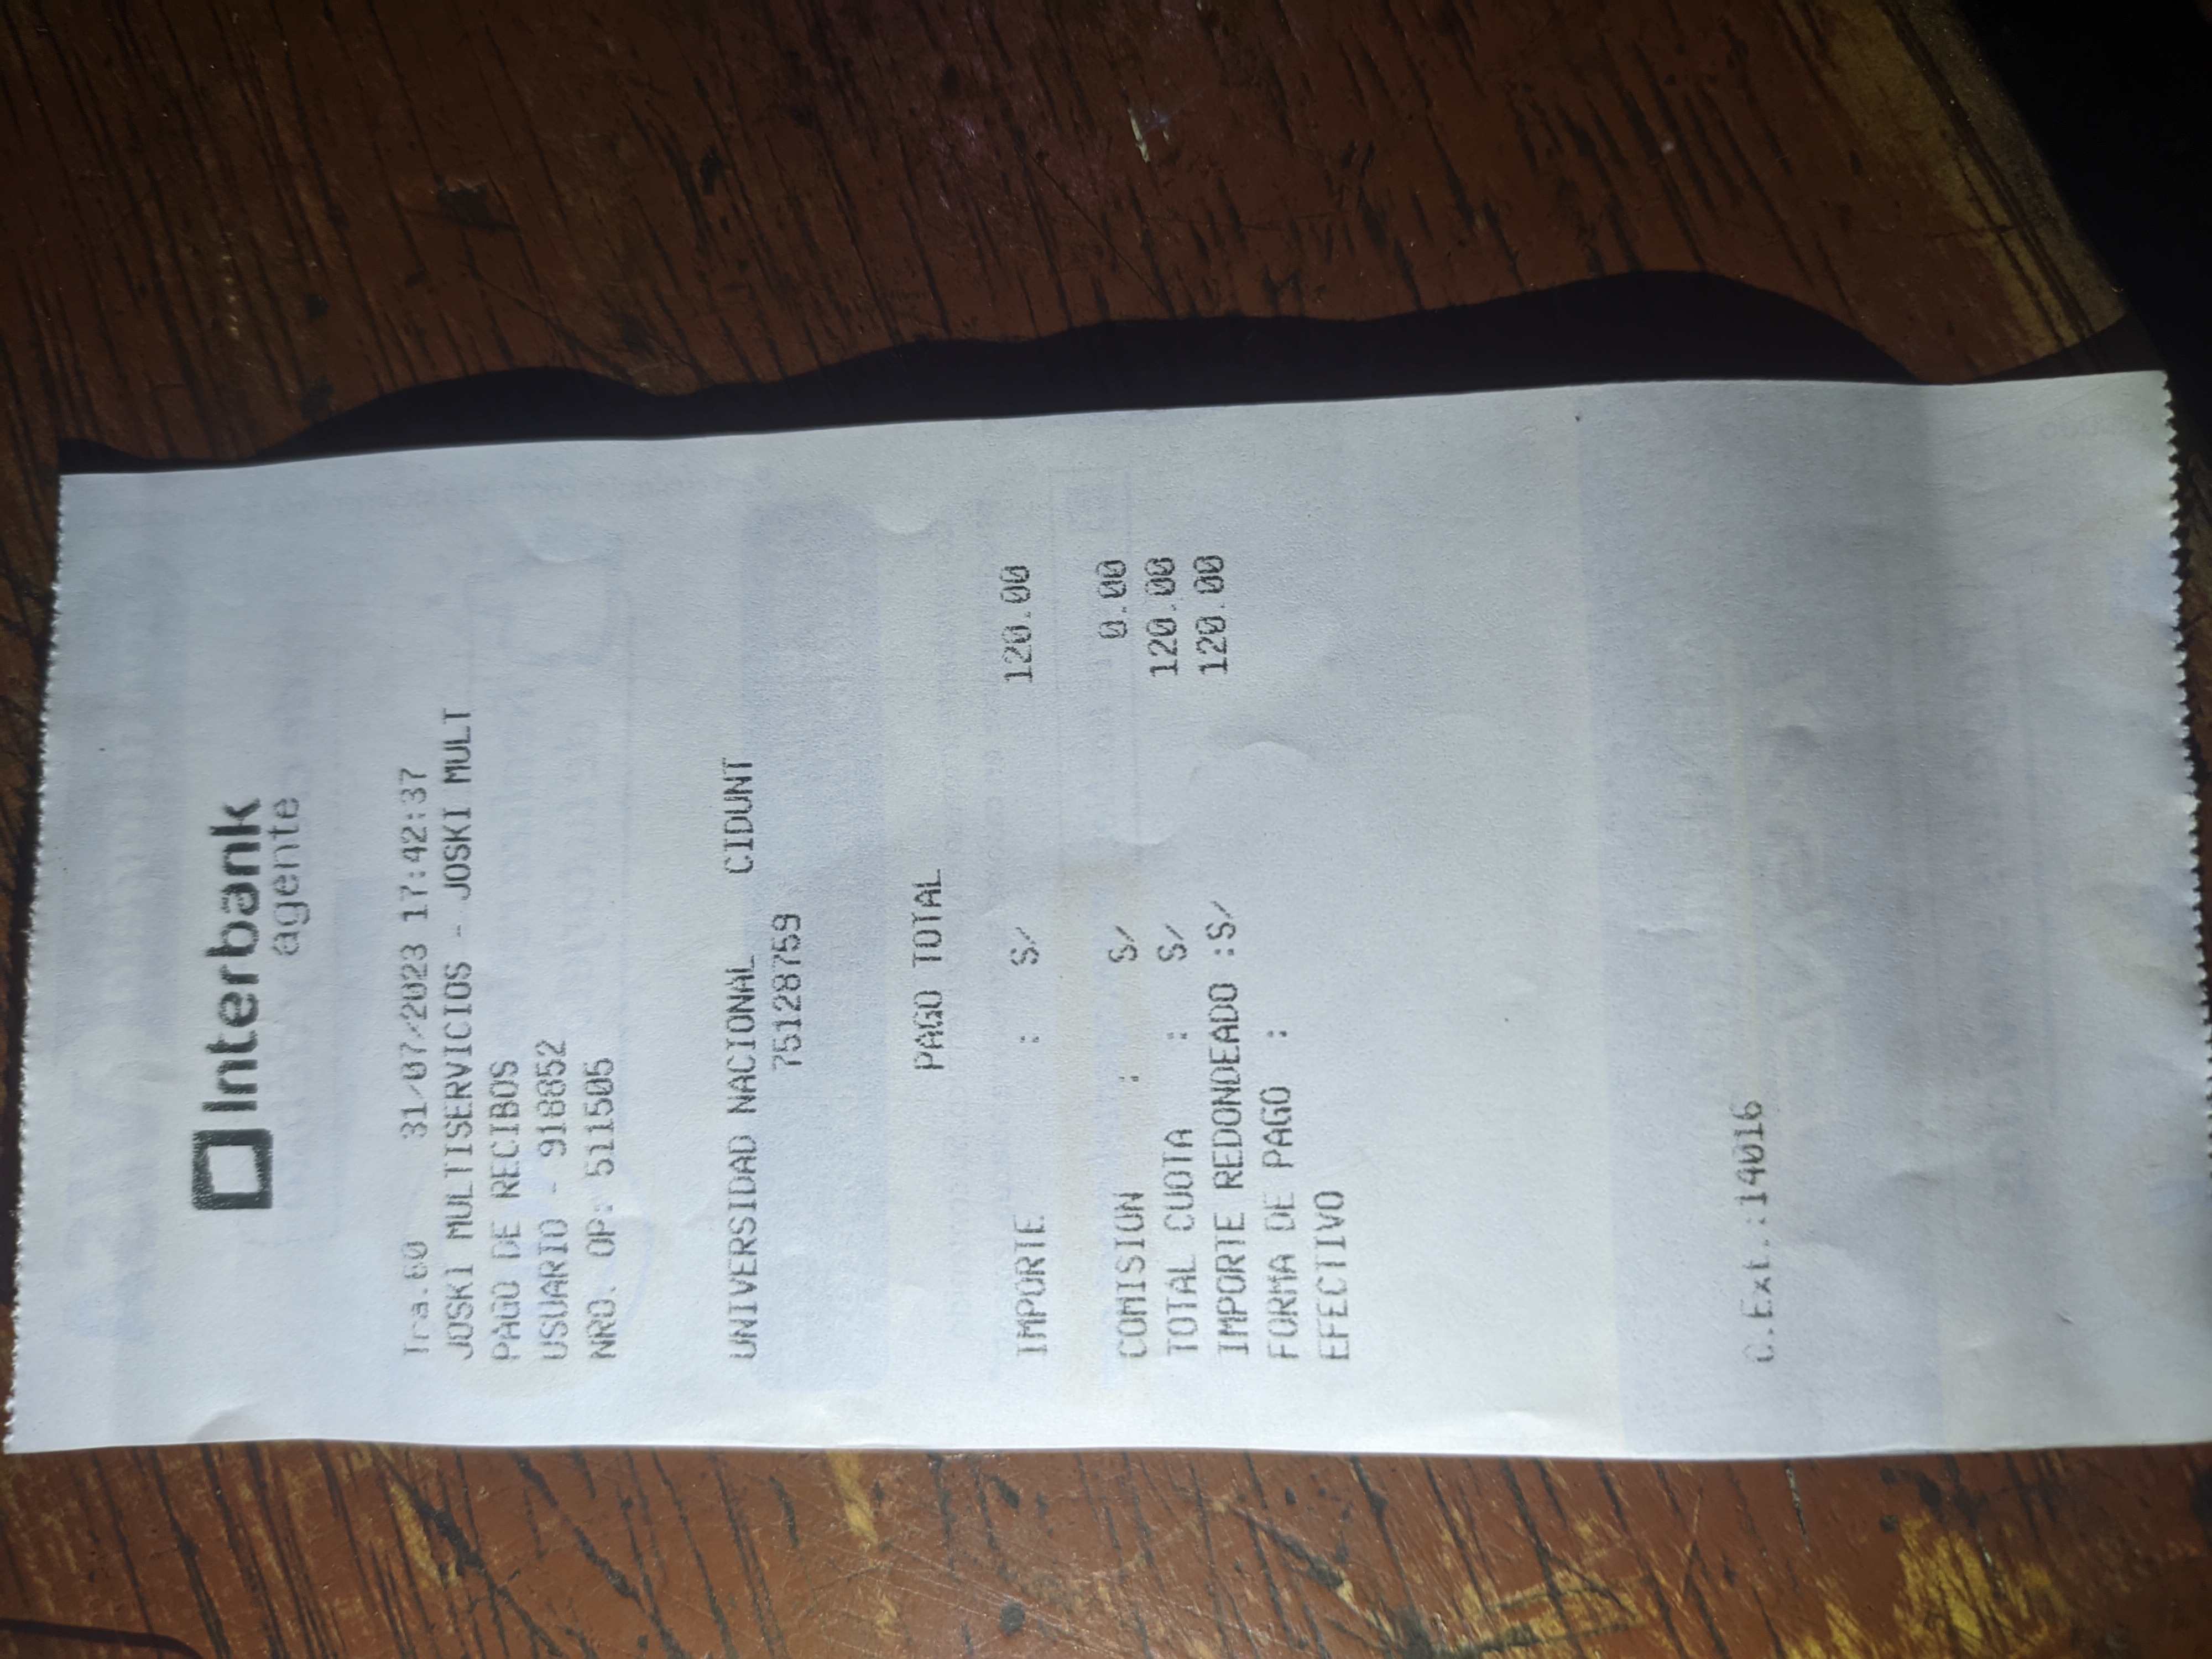 Interbank
agente
Tra.60 31/07/2023 17:42:37
JOSKI MULTISERVICIOS - JOSKI MULT
PAGO DE RECIBOS
USUARIO - 918852
NRO. OP: 511505
UNIVERSIDAD NACIONAL CIDUNT
75128759
PAGO TOTAL
IMPORTE : S/ 120.00
COMISION : S/ 0.00
TOTAL CUOTA : S/ 120.00
IMPORTE REDONDEADO :S/ 120.00
FORMA DE PAGO :
EFECTIVO
C.Ext.:14016